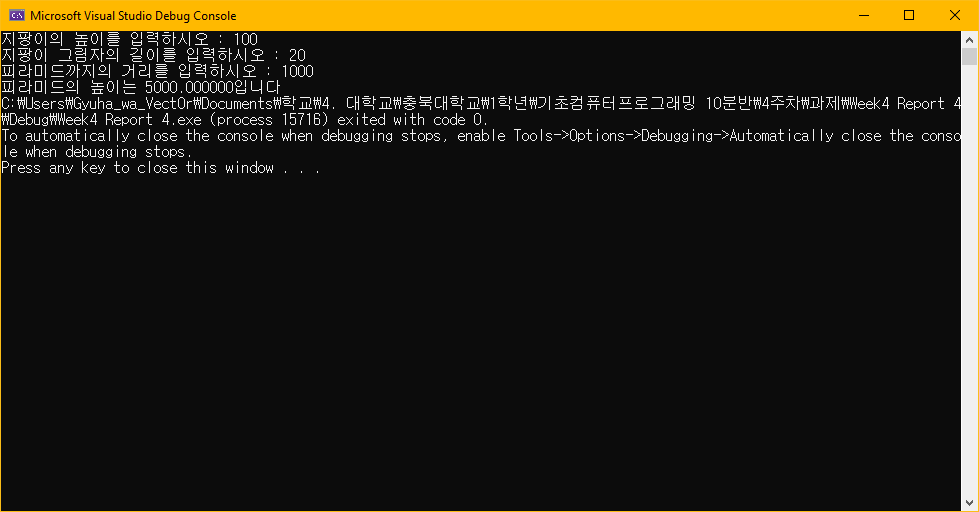 Microsoft Visual Studio Debug Console
지팡이의 높이를 입력하시오 : 100
지팡이 그림자의 길이를 입력하시오 : 20
피라미드까지의 거리를 입력하시오 : 1000
피라미드의 높이는 5000.000000입니다
C:₩Users₩Gyuha_wa_Vect0r₩Documents₩학교₩4. 대학교₩충북대학교₩1학년₩기초컴퓨터프로그래밍 10분반₩4주차₩과제₩Week4 Report 4
₩Debug₩Week4 Report 4.exe (process 15716) exited with code 0.
To automatically close the console when debugging stops, enable Tools->Options->Debugging->Automatically close the conso
le when debugging stops.
Press any key to close this window . . .